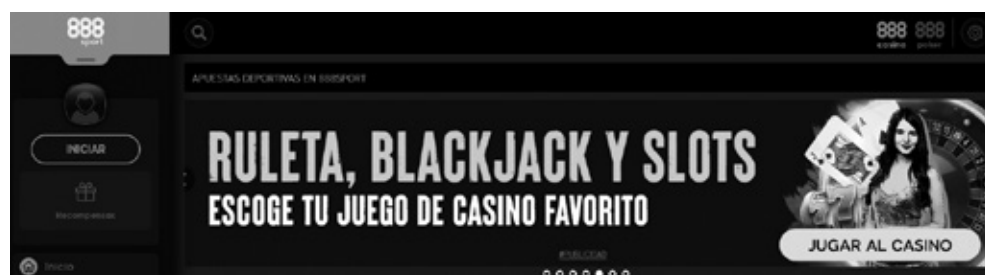 888
sport
888 888
casino poker
APUESTAS DEPORTIVAS EN 888SPORT
INICIAR
Recompensas
RULETA, BLACKJACK Y SLOTS
ESCOGE TU JUEGO DE CASINO FAVORITO
JUGAR AL CASINO
#PUBLICIDAD
Inicio